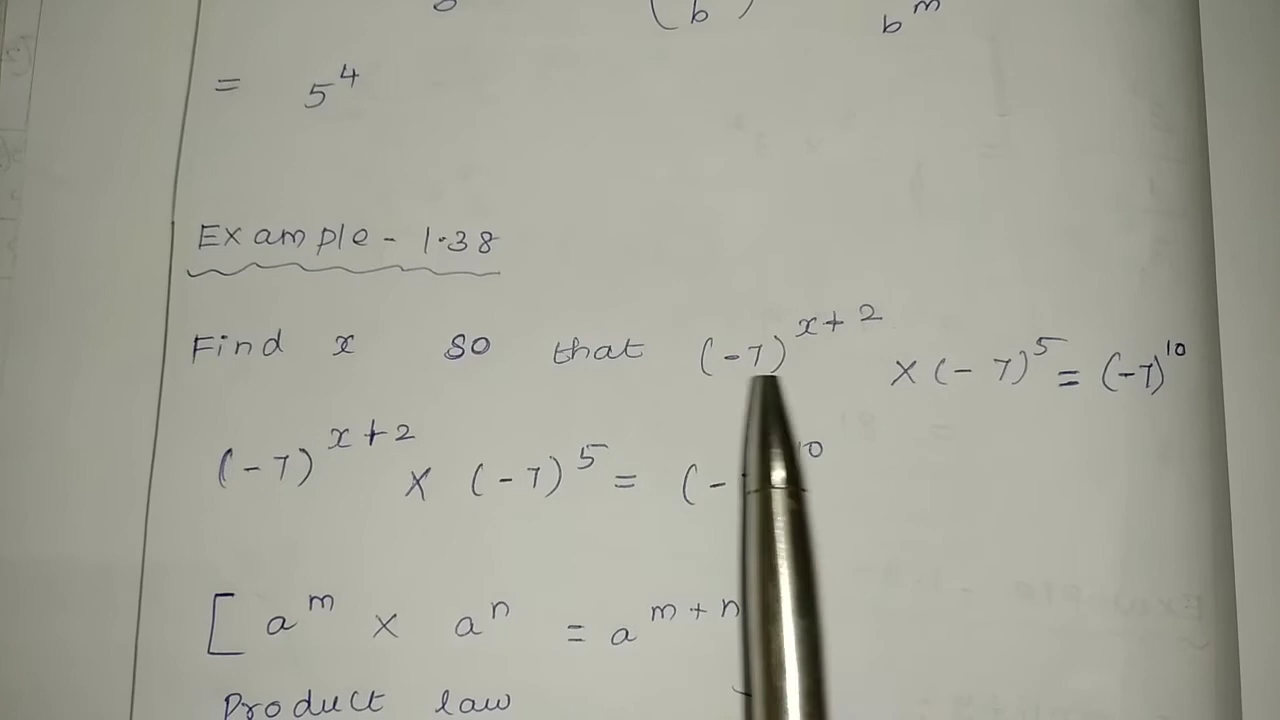 (b) b^m
= 5^4
Example - 1.38
Find x so that (-7)^{x+2} × (-7)^5 = (-7)^{10}
(-7)^{x+2} × (-7)^5 = (- 10
[ a^m × a^n = a^{m+n}
Product law